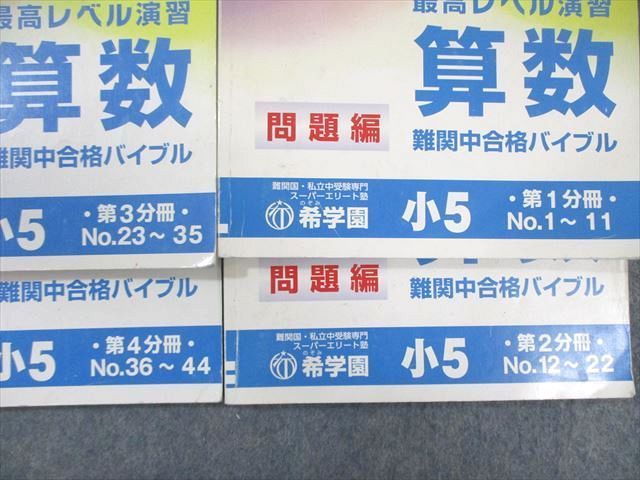 最高レベル演習
算数
難関中合格バイブル
小5
・第3分冊・
No.23～35
最高レベル演習
算数
問題編
難関中合格バイブル
難関国・私立中受験専門
スーパーエリート塾
のぞみ
希学園
小5
・第1分冊・
No.1～11
難関中合格バイブル
小5
・第4分冊・
No.36～44
問題編
難関中合格バイブル
難関国・私立中受験専門
スーパーエリート塾
のぞみ
希学園
小5
・第2分冊・
No.12～22